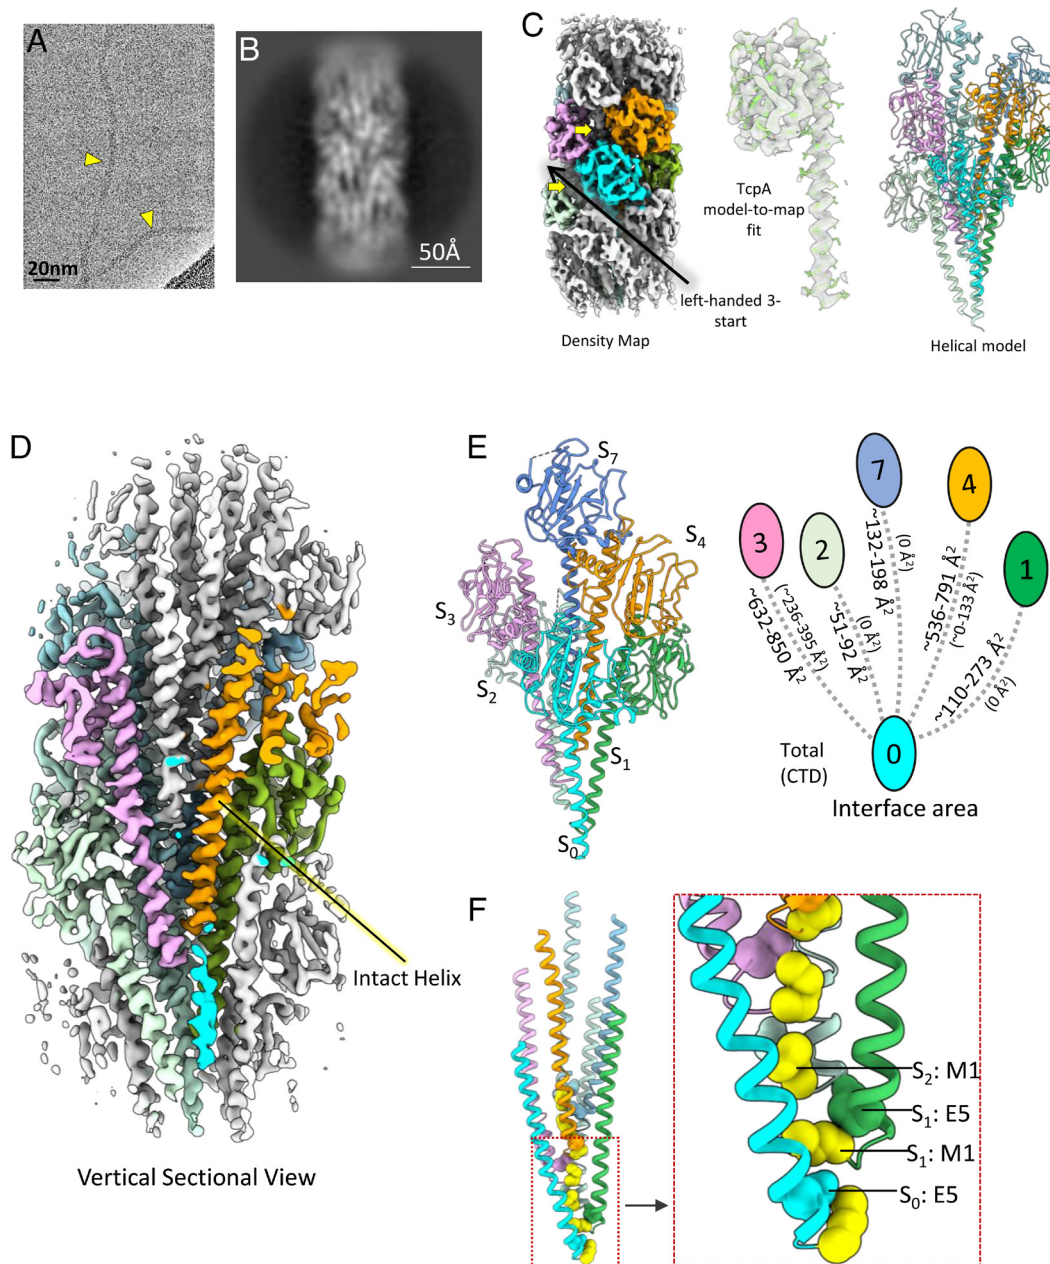 A
20nm
B
50Å
C
Density Map
left-handed 3-
start
TcpA
model-to-map
fit
Helical model
D
Intact Helix
Vertical Sectional View
E
S7
S4
S3
S2
S1
S0
3
2
7
4
1
0
~632-850 Å2
(~236-395 Å2)
~51-92 Å2
(0 Å2)
~132-198 Å2
(0 Å2)
~536-791 Å2
(~0-133 Å2)
~110-273 Å2
(0 Å2)
Total
(CTD)
Interface area
F
S2: M1
S1: E5
S1: M1
S0: E5